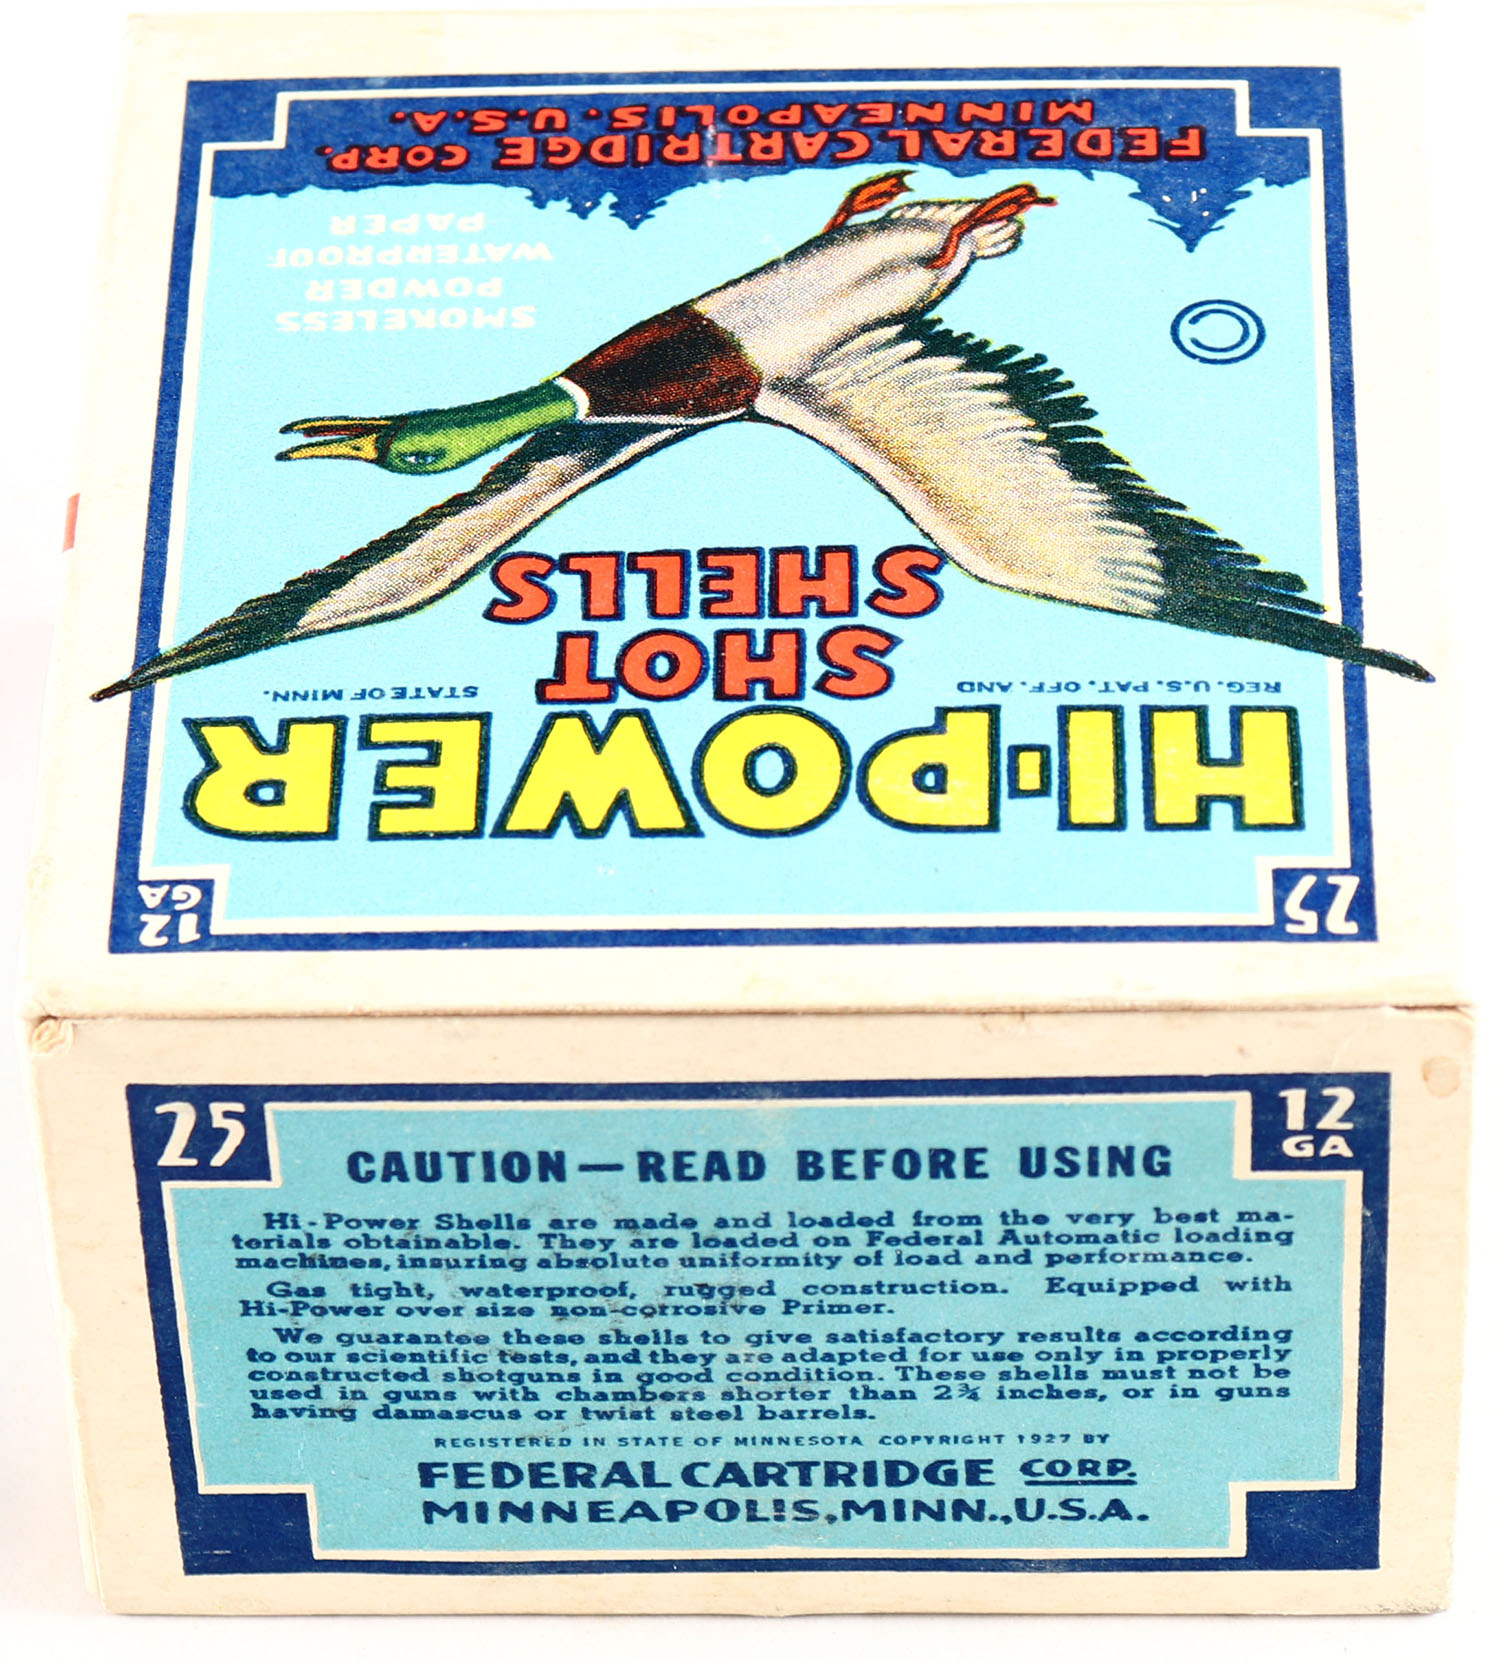 12
GA
25
HI-POWER
REG. U.S. PAT. OFF. AND
STATE OF MINN.
SHOT
SHELLS
SMOKELESS
POWDER
WATERPROOF
PAPER
FEDERAL CARTRIDGE CORP.
MINNEAPOLIS. U.S.A.
25
12
GA
CAUTION—READ BEFORE USING
Hi-Power Shells are made and loaded from the very best ma-
terials obtainable. They are loaded on Federal Automatic loading
machines, insuring absolute uniformity of load and performance.
Gas tight, waterproof, rugged construction. Equipped with
Hi-Power over size non-corrosive Primer.
We guarantee these shells to give satisfactory results according
to our scientific tests, and they are adapted for use only in properly
constructed shotguns in good condition. These shells must not be
used in guns with chambers shorter than 2¾ inches, or in guns
having damascus or twist steel barrels.
REGISTERED IN STATE OF MINNESOTA COPYRIGHT 1927 BY
FEDERAL CARTRIDGE CORP.
MINNEAPOLIS, MINN., U.S.A.